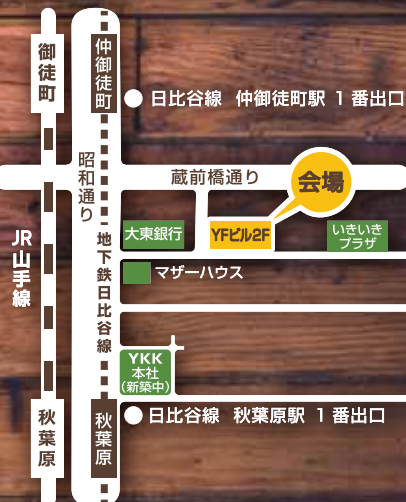 御徒町
仲御徒町
日比谷線 仲御徒町駅 1番出口
昭和通り
蔵前橋通り
会場
大東銀行
YFビル2F
いきいき
プラザ
JR山手線
地下鉄日比谷線
マザーハウス
YKK
本社
(新築中)
秋葉原
秋葉原
日比谷線 秋葉原駅 1番出口